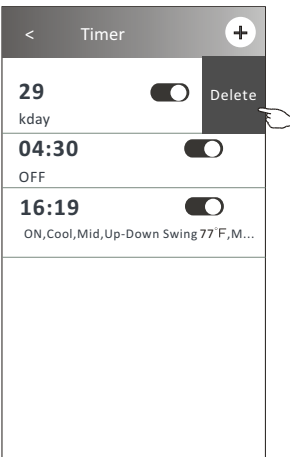 < Timer +
29 Delete
kday
04:30
OFF
16:19
ON,Cool,Mid,Up-Down Swing 77°F,M...